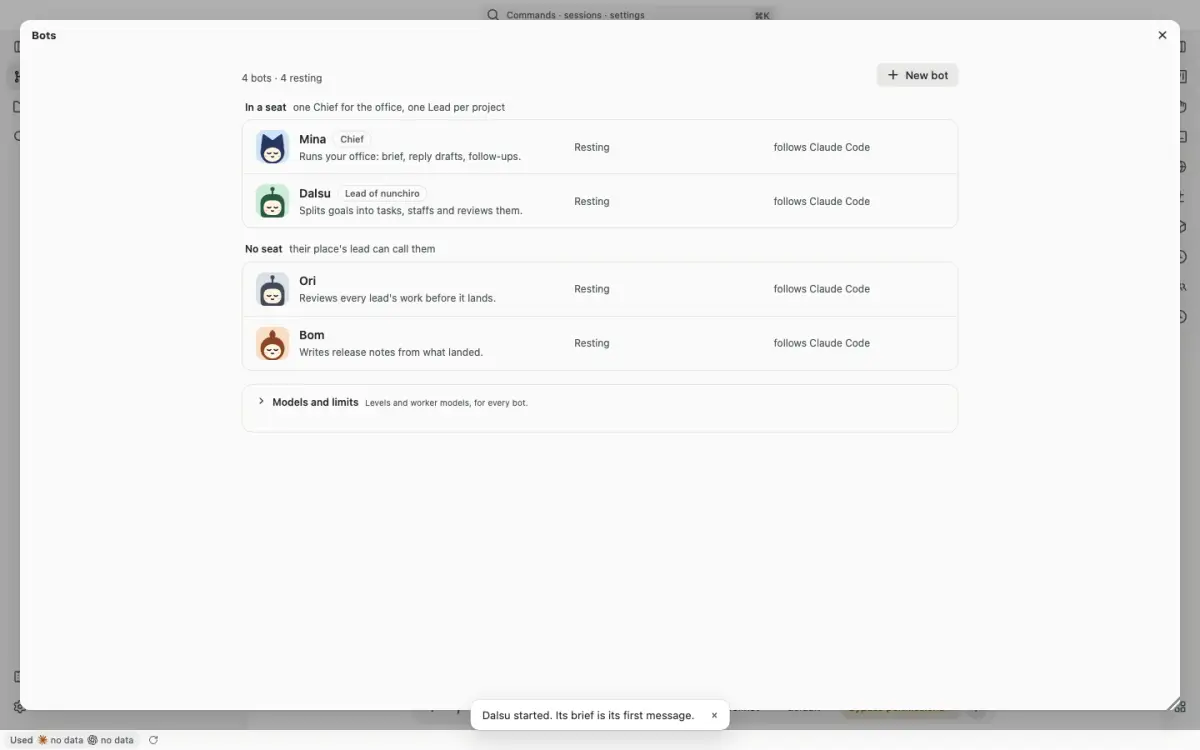 Commands · sessions · settings ⌘K
Bots
4 bots · 4 resting
New bot
In a seat one Chief for the office, one Lead per project
Mina Chief
Runs your office: brief, reply drafts, follow-ups.
Resting
follows Claude Code
Dalsu Lead of nunchiro
Splits goals into tasks, staffs and reviews them.
Resting
follows Claude Code
No seat their place's lead can call them
Ori
Reviews every lead's work before it lands.
Resting
follows Claude Code
Bom
Writes release notes from what landed.
Resting
follows Claude Code
Models and limits Levels and worker models, for every bot.
Dalsu started. Its brief is its first message.
Used no data no data